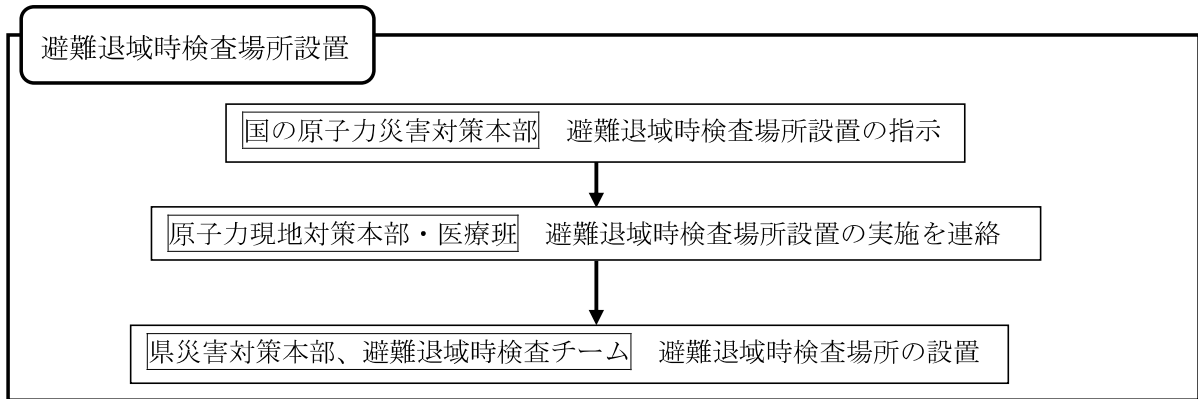 避難退域時検査場所設置
国の原子力災害対策本部　避難退域時検査場所設置の指示
原子力現地対策本部・医療班　避難退域時検査場所設置の実施を連絡
県災害対策本部、避難退域時検査チーム　避難退域時検査場所の設置